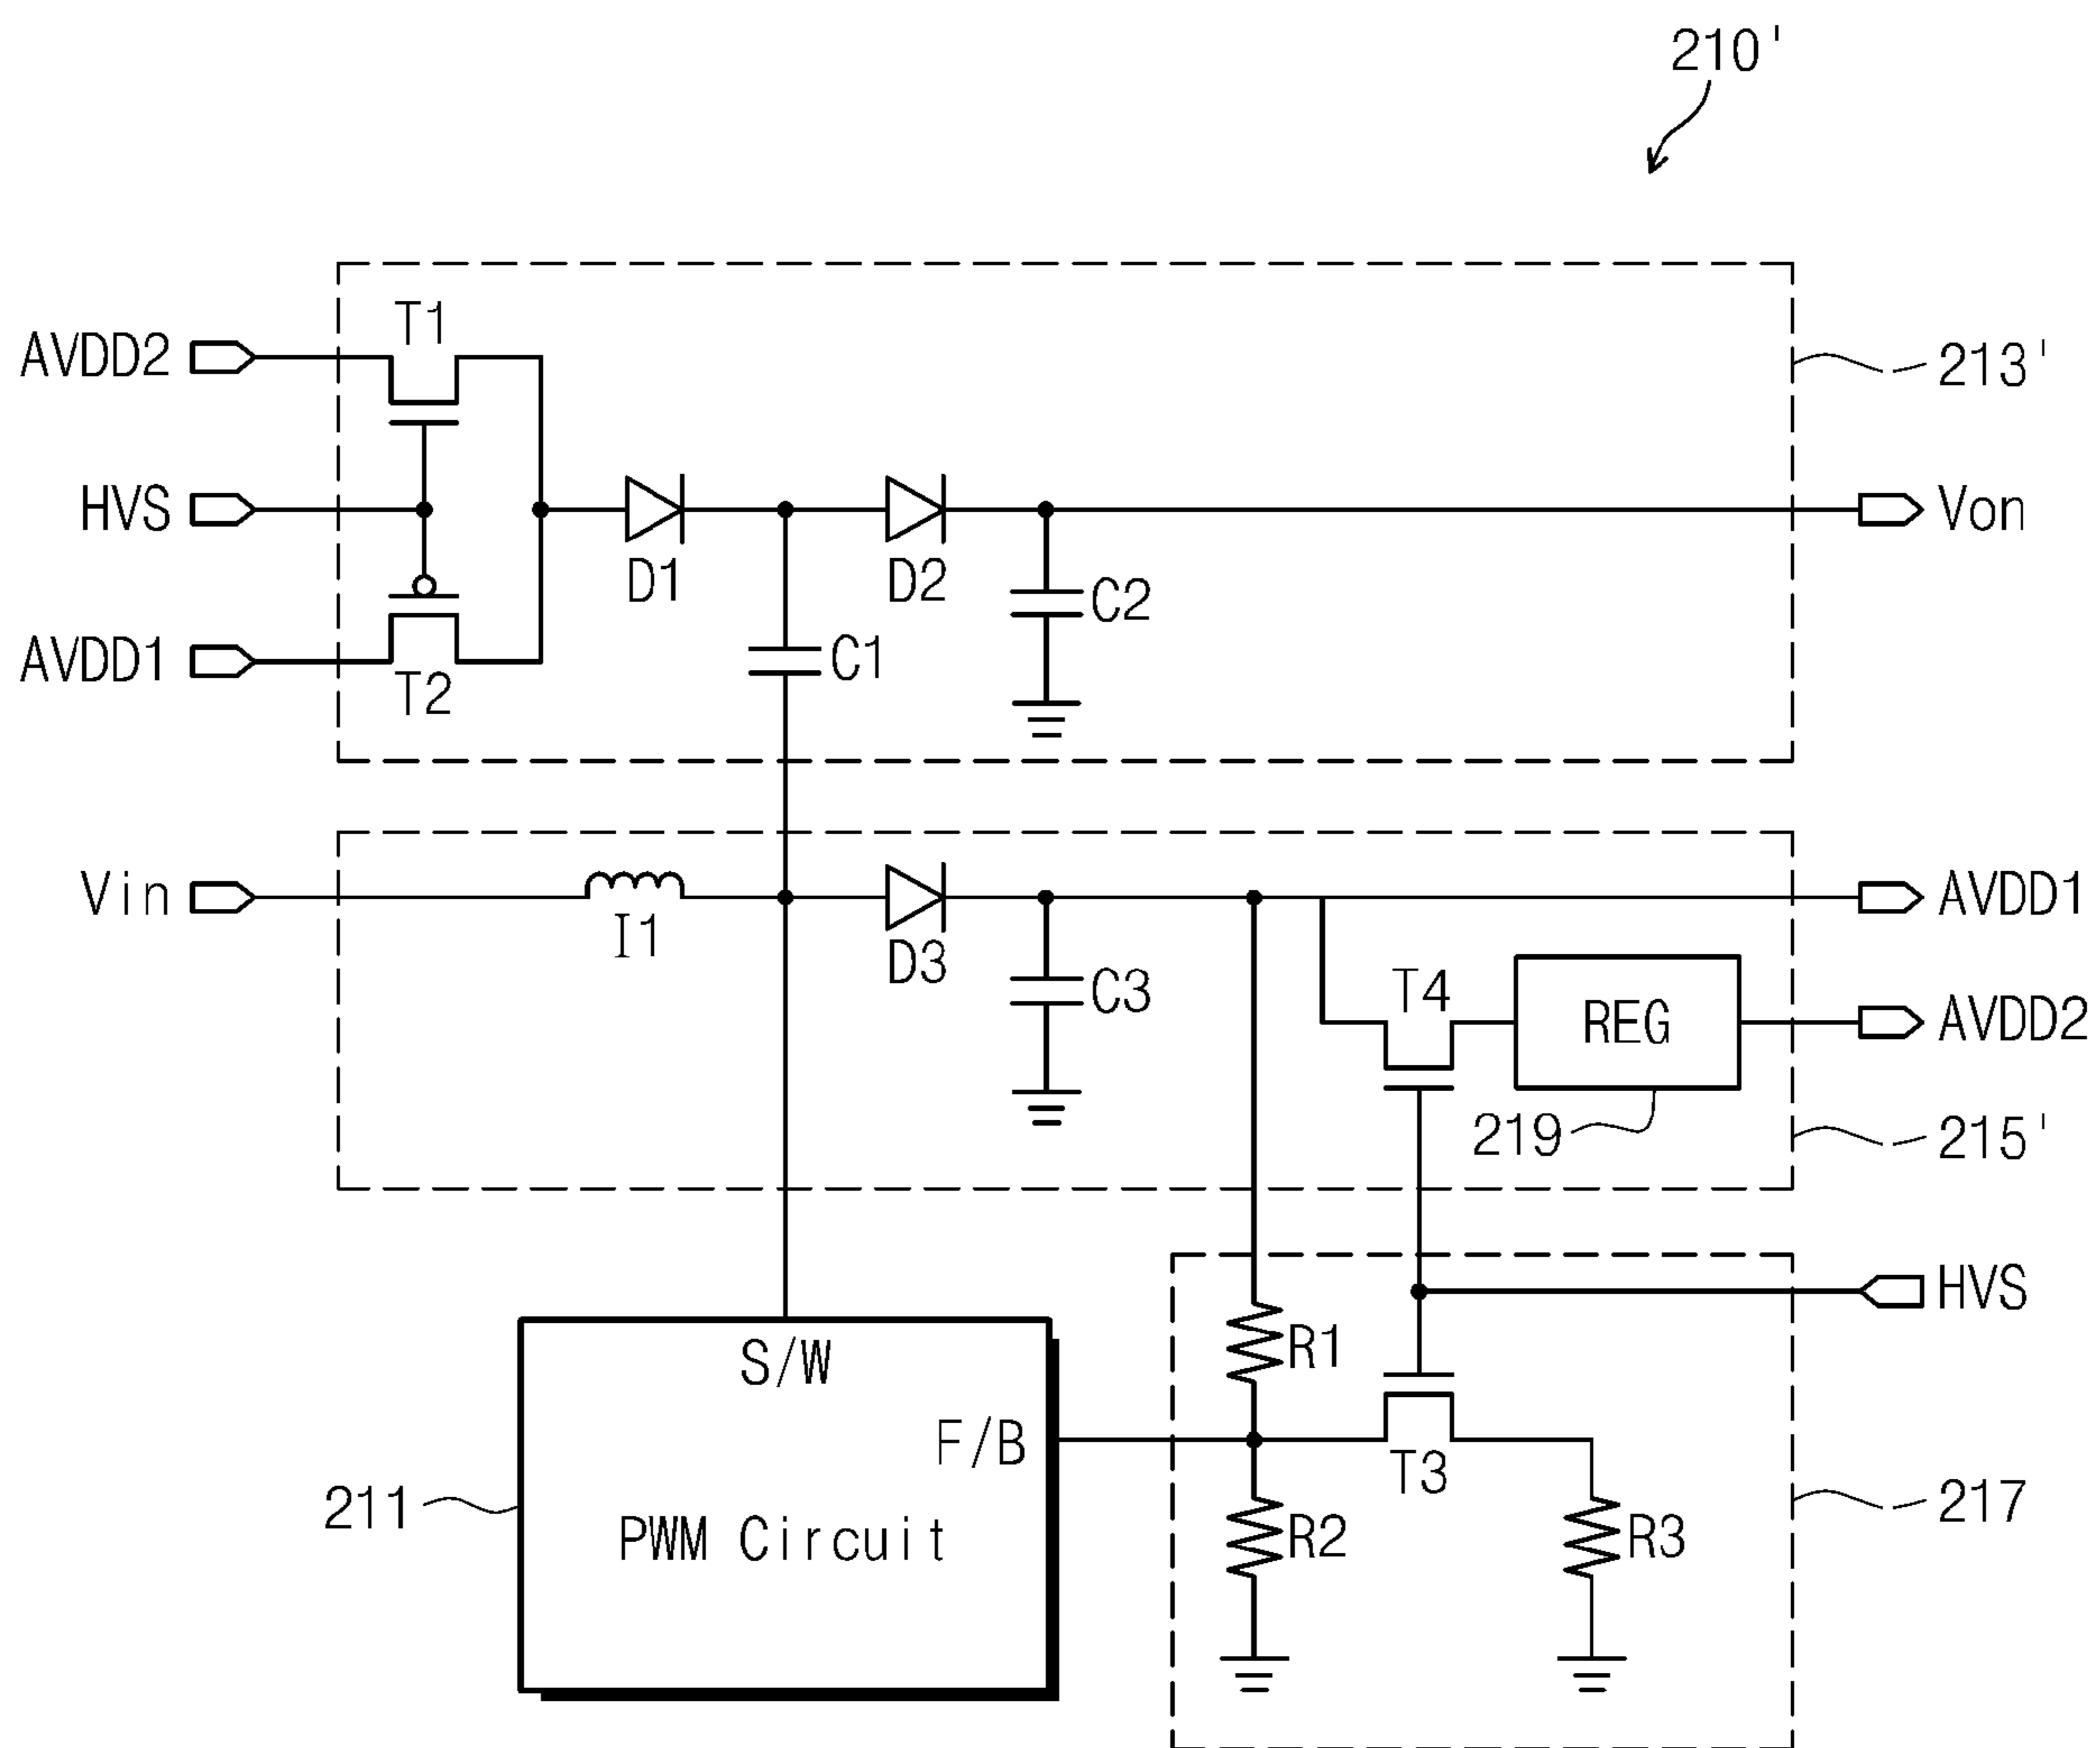 210'
T1
AVDD2
213'
HVS
Von
D1
D2
C2
AVDD1
T2
C1
Vin
I1
D3
C3
AVDD1
T4
REG
AVDD2
219
215'
HVS
R1
S/W
F/B
T3
211
PWM Circuit
R2
R3
217